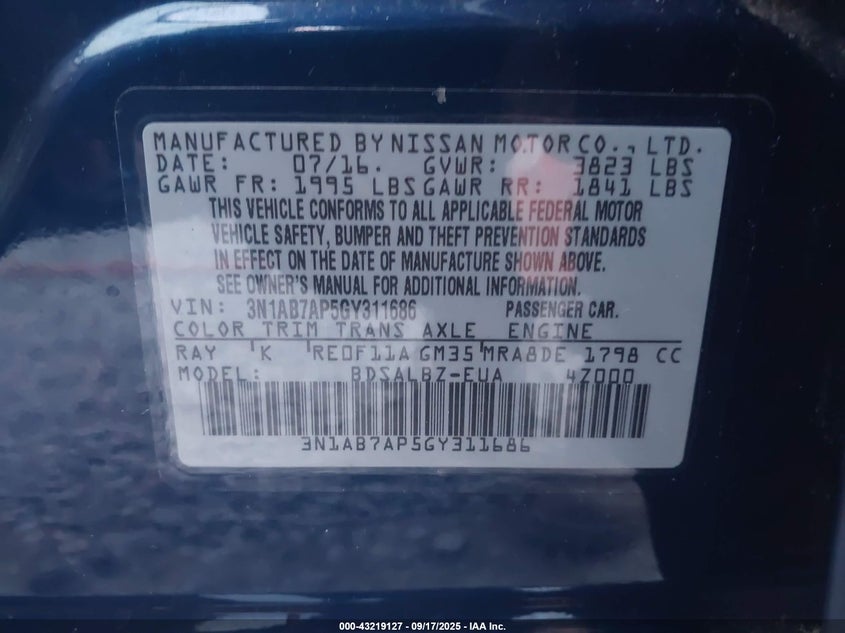 MANUFACTURED BY NISSAN MOTOR CO., LTD.
DATE: 07/16. GVWR: 3823 LBS
GAWR FR: 1995 LBS GAWR RR: 1841 LBS
THIS VEHICLE CONFORMS TO ALL APPLICABLE FEDERAL MOTOR
VEHICLE SAFETY, BUMPER AND THEFT PREVENTION STANDARDS
IN EFFECT ON THE DATE OF MANUFACTURE SHOWN ABOVE.
SEE OWNER'S MANUAL FOR ADDITIONAL INFORMATION.
VIN: 3N1AB7AP5GY311686 PASSENGER CAR.
COLOR TRIM TRANS AXLE ENGINE
RAY K RE0F11A GM35 MRA8DE 1798 CC
MODEL: BDSALBZ-EUA 4Z000
3N1AB7AP5GY311686
000-43219127 - 09/17/2025 - IAA Inc.